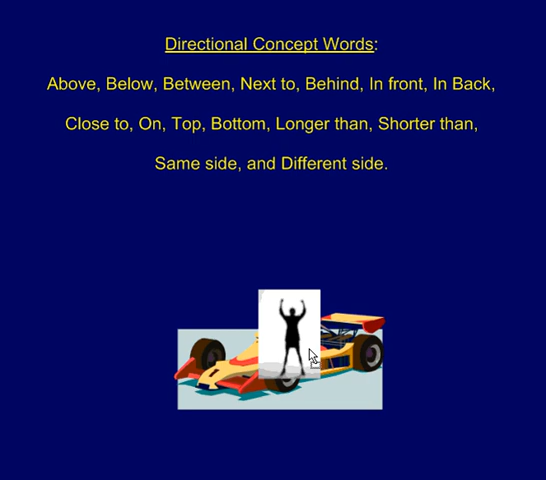 Directional Concept Words:
Above, Below, Between, Next to, Behind, In front, In Back,
Close to, On, Top, Bottom, Longer than, Shorter than,
Same side, and Different side.